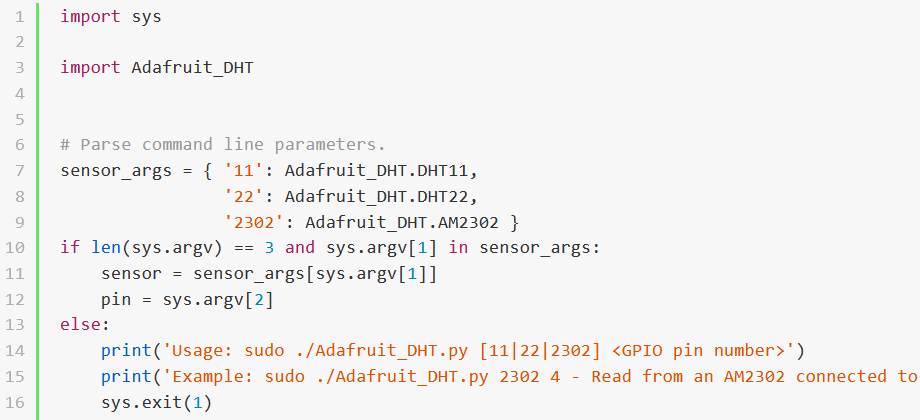 1 import sys
2
3 import Adafruit_DHT
4
5
6 # Parse command line parameters.
7 sensor_args = { '11': Adafruit_DHT.DHT11,
8                 '22': Adafruit_DHT.DHT22,
9                 '2302': Adafruit_DHT.AM2302 }
10 if len(sys.argv) == 3 and sys.argv[1] in sensor_args:
11     sensor = sensor_args[sys.argv[1]]
12     pin = sys.argv[2]
13 else:
14     print('Usage: sudo ./Adafruit_DHT.py [11|22|2302] <GPIO pin number>')
15     print('Example: sudo ./Adafruit_DHT.py 2302 4 - Read from an AM2302 connected to
16     sys.exit(1)